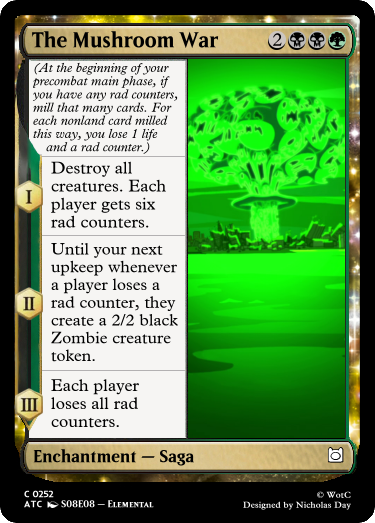 The Mushroom War
2
(At the beginning of your
precombat main phase, if
you have any rad counters,
mill that many cards. For
each nonland card milled
this way, you lose 1 life
and a rad counter.)
I
Destroy all
creatures. Each
player gets six
rad counters.
II
Until your next
upkeep whenever
a player loses a
rad counter, they
create a 2/2 black
Zombie creature
token.
III
Each player
loses all rad
counters.
Enchantment — Saga
C 0252
ATC S08E08 — Elemental
© WotC
Designed by Nicholas Day